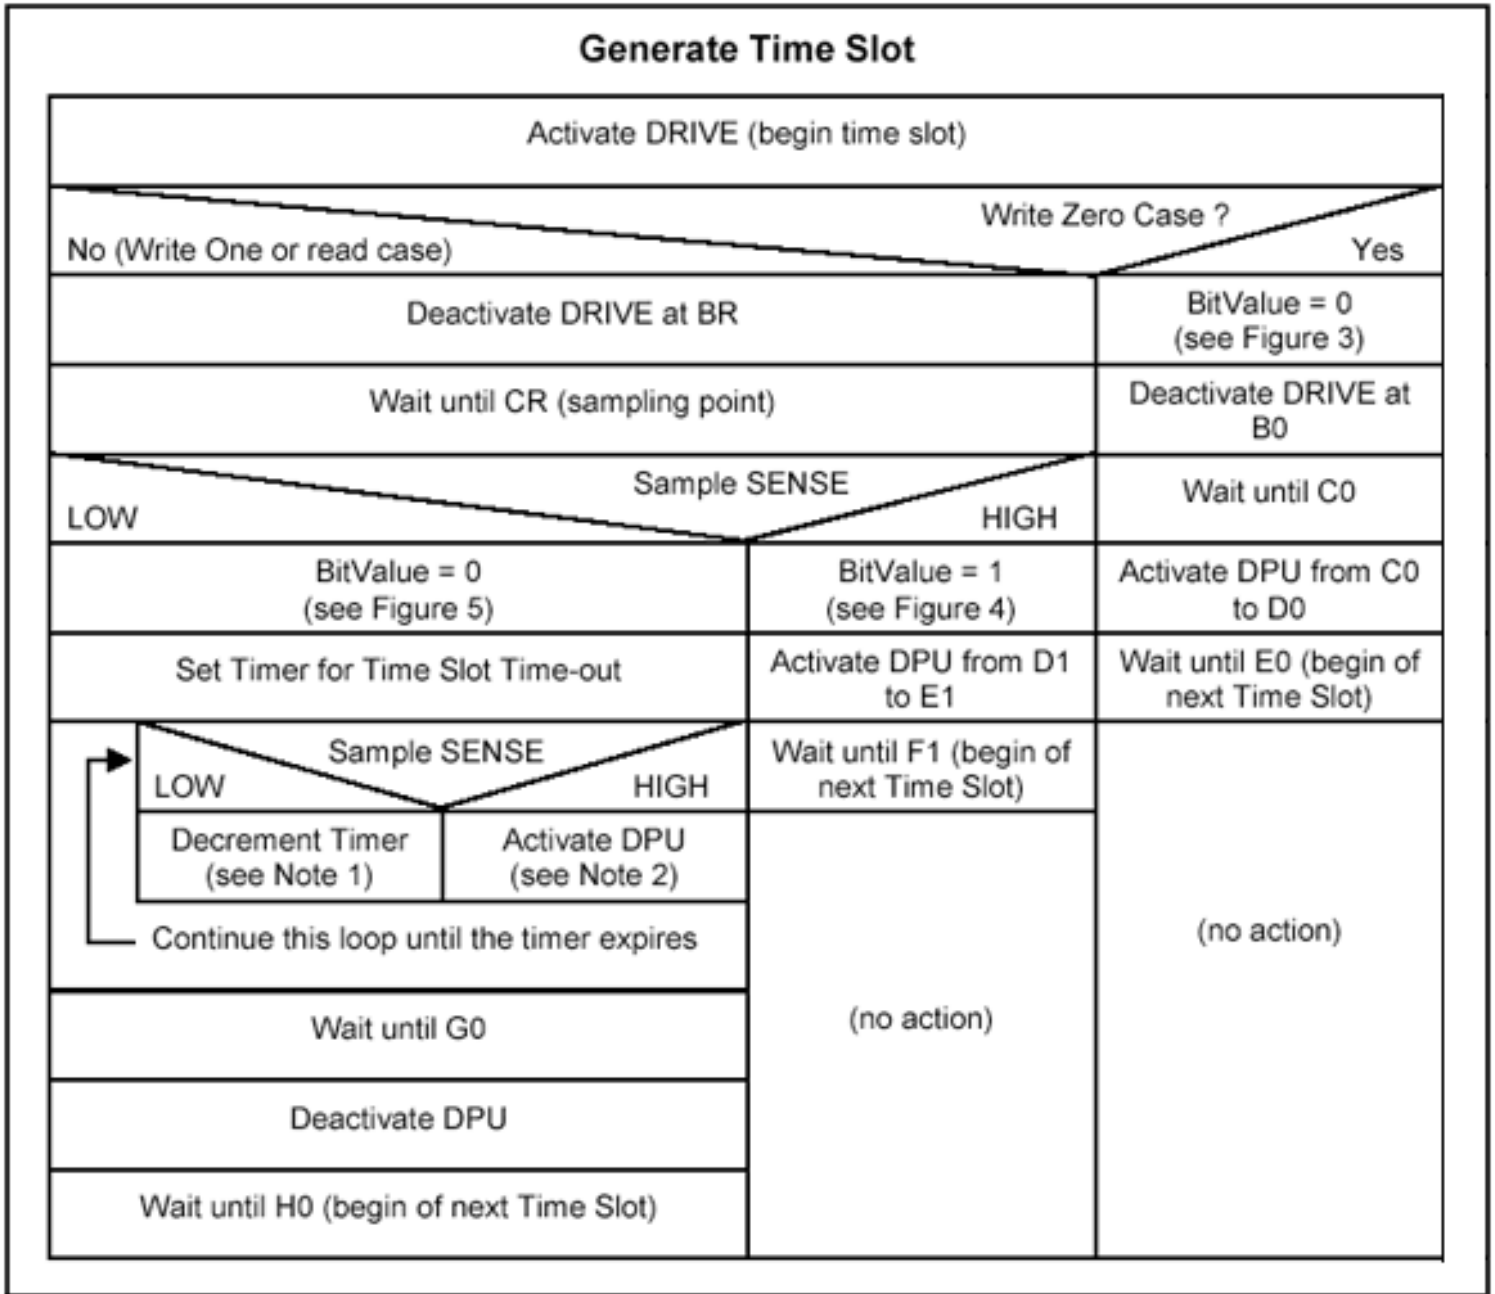 Generate Time Slot
Activate DRIVE (begin time slot)
Write Zero Case ?
No (Write One or read case)
Yes
Deactivate DRIVE at BR
BitValue = 0
(see Figure 3)
Wait until CR (sampling point)
Deactivate DRIVE at
B0
Sample SENSE
LOW
HIGH
Wait until C0
BitValue = 0
(see Figure 5)
BitValue = 1
(see Figure 4)
Activate DPU from C0
to D0
Set Timer for Time Slot Time-out
Activate DPU from D1
to E1
Wait until E0 (begin of
next Time Slot)
Sample SENSE
LOW
HIGH
Wait until F1 (begin of
next Time Slot)
Decrement Timer
(see Note 1)
Activate DPU
(see Note 2)
Continue this loop until the timer expires
(no action)
(no action)
Wait until G0
Deactivate DPU
Wait until H0 (begin of next Time Slot)